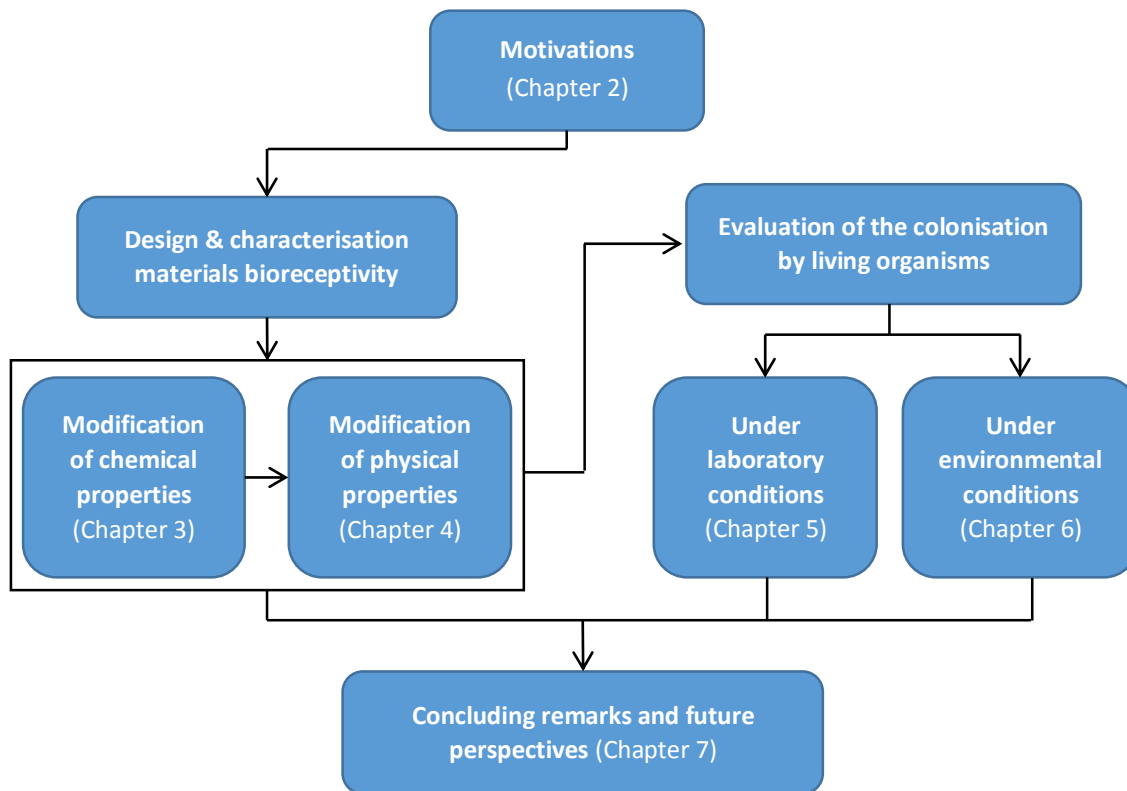 Motivations
(Chapter 2)
Design & characterisation
materials bioreceptivity
Evaluation of the colonisation
by living organisms
Modification
of chemical
properties
(Chapter 3)
Modification
of physical
properties
(Chapter 4)
Under
laboratory
conditions
(Chapter 5)
Under
environmental
conditions
(Chapter 6)
Concluding remarks and future
perspectives (Chapter 7)